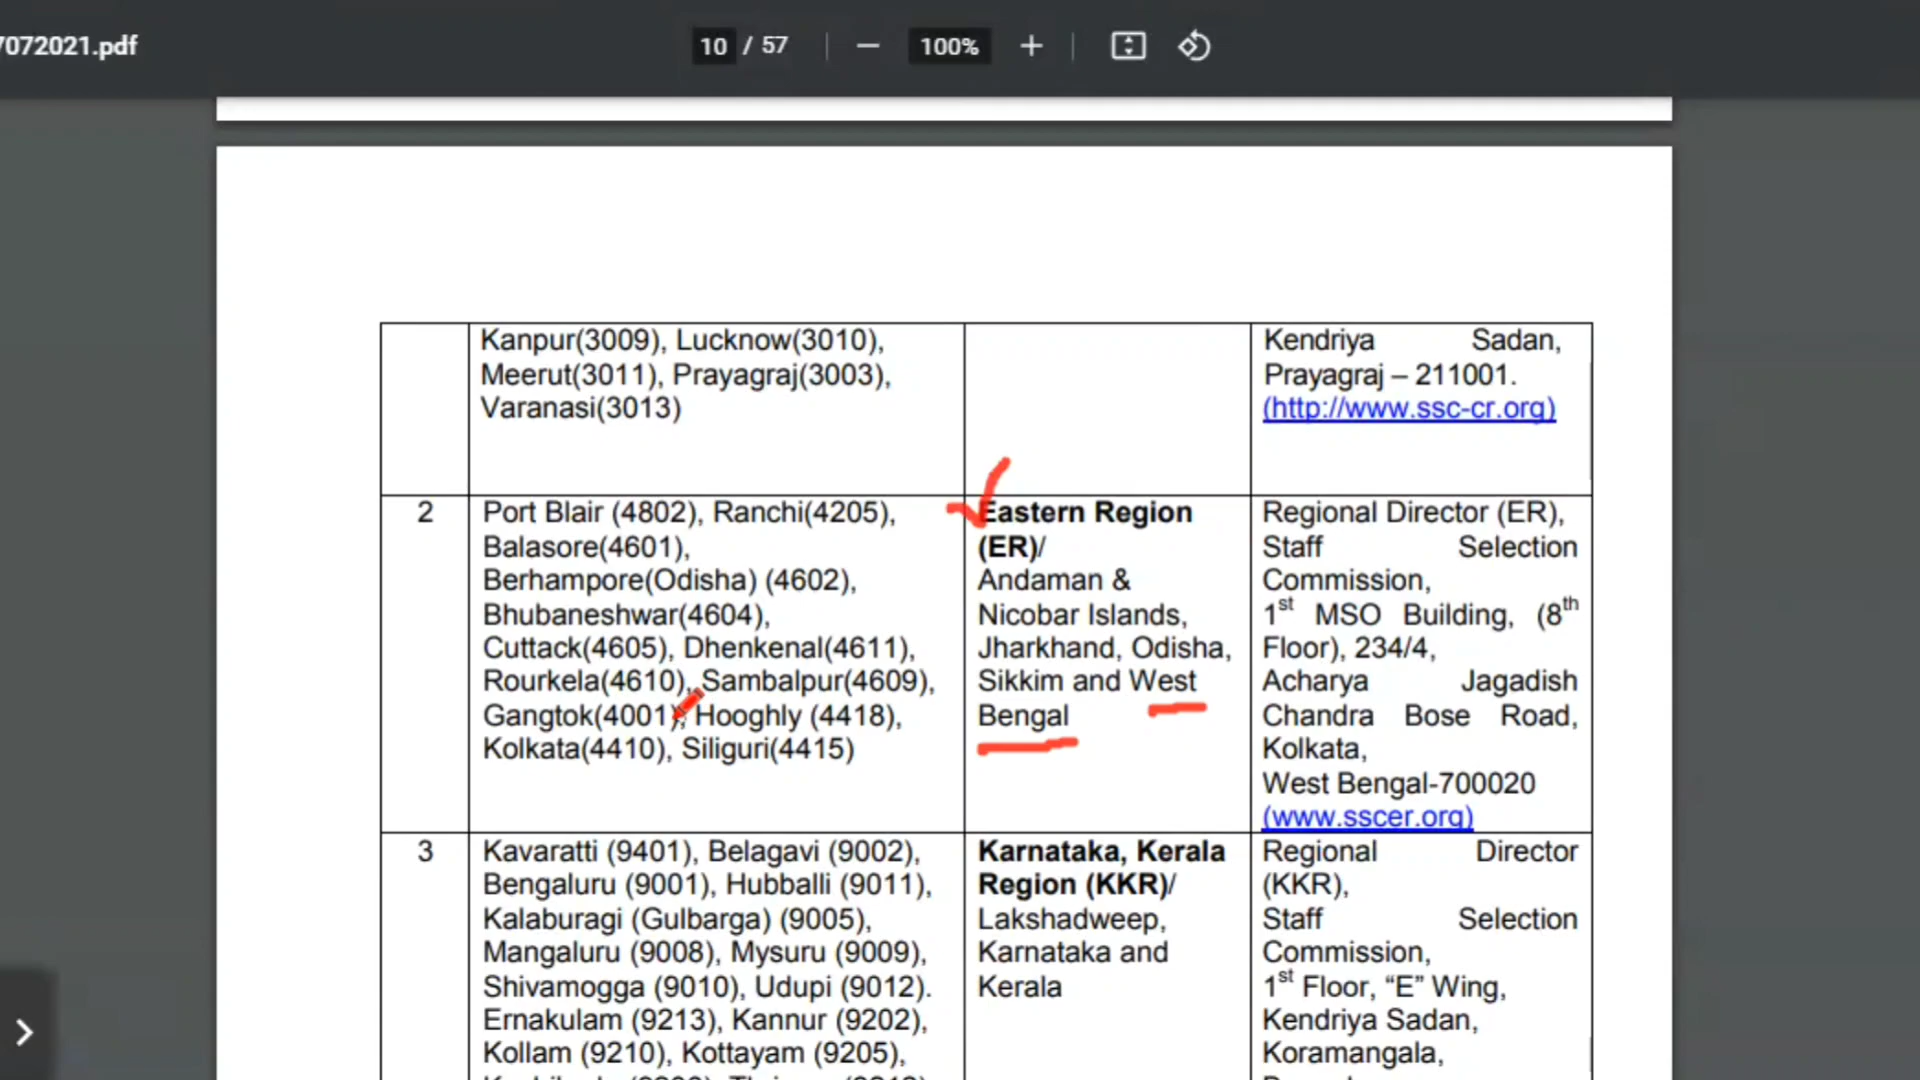 7072021.pdf
10 / 57
100%
Kanpur(3009), Lucknow(3010),
Meerut(3011), Prayagraj(3003),
Varanasi(3013)
Kendriya Sadan,
Prayagraj – 211001.
(http://www.ssc-cr.org)
2
Port Blair (4802), Ranchi(4205),
Balasore(4601),
Berhampore(Odisha) (4602),
Bhubaneshwar(4604),
Cuttack(4605), Dhenkenal(4611),
Rourkela(4610), Sambalpur(4609),
Gangtok(4001), Hooghly (4418),
Kolkata(4410), Siliguri(4415)
Eastern Region
(ER)/
Andaman &
Nicobar Islands,
Jharkhand, Odisha,
Sikkim and West
Bengal
Regional Director (ER),
Staff Selection
Commission,
1st MSO Building, (8th
Floor), 234/4,
Acharya Jagadish
Chandra Bose Road,
Kolkata,
West Bengal-700020
(www.sscer.org)
3
Kavaratti (9401), Belagavi (9002),
Bengaluru (9001), Hubballi (9011),
Kalaburagi (Gulbarga) (9005),
Mangaluru (9008), Mysuru (9009),
Shivamogga (9010), Udupi (9012).
Ernakulam (9213), Kannur (9202),
Kollam (9210), Kottayam (9205),
Karnataka, Kerala
Region (KKR)/
Lakshadweep,
Karnataka and
Kerala
Regional Director
(KKR),
Staff Selection
Commission,
1st Floor, “E” Wing,
Kendriya Sadan,
Koramangala,